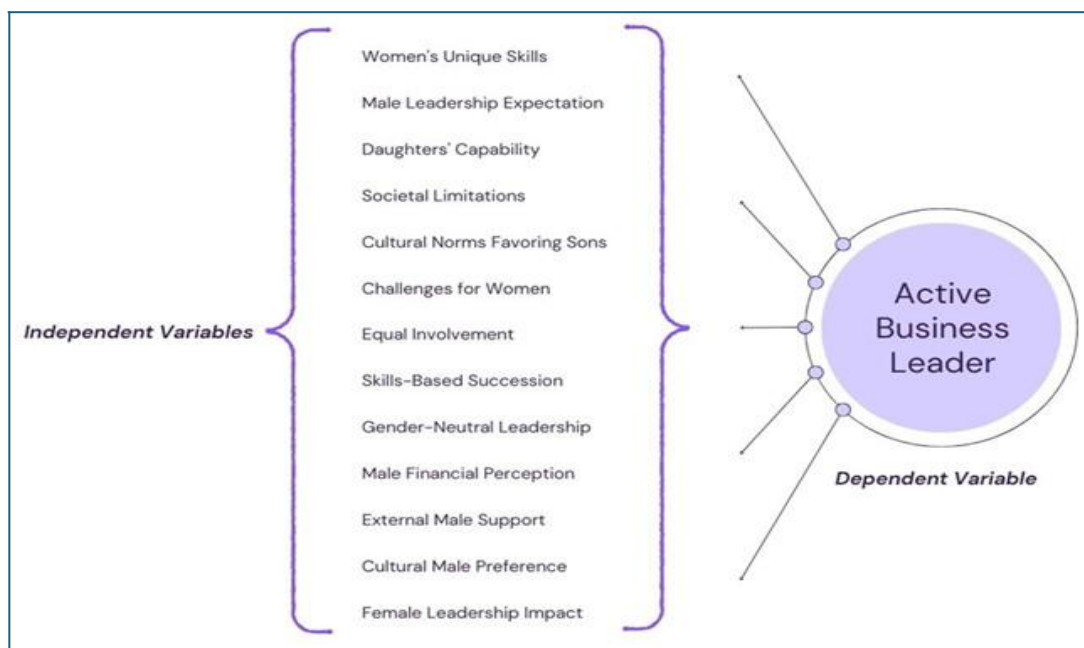 Women's Unique Skills
Male Leadership Expectation
Daughters' Capability
Societal Limitations
Cultural Norms Favoring Sons
Challenges for Women
Independent Variables
Equal Involvement
Skills-Based Succession
Gender-Neutral Leadership
Male Financial Perception
External Male Support
Cultural Male Preference
Female Leadership Impact
Active
Business
Leader
Dependent Variable